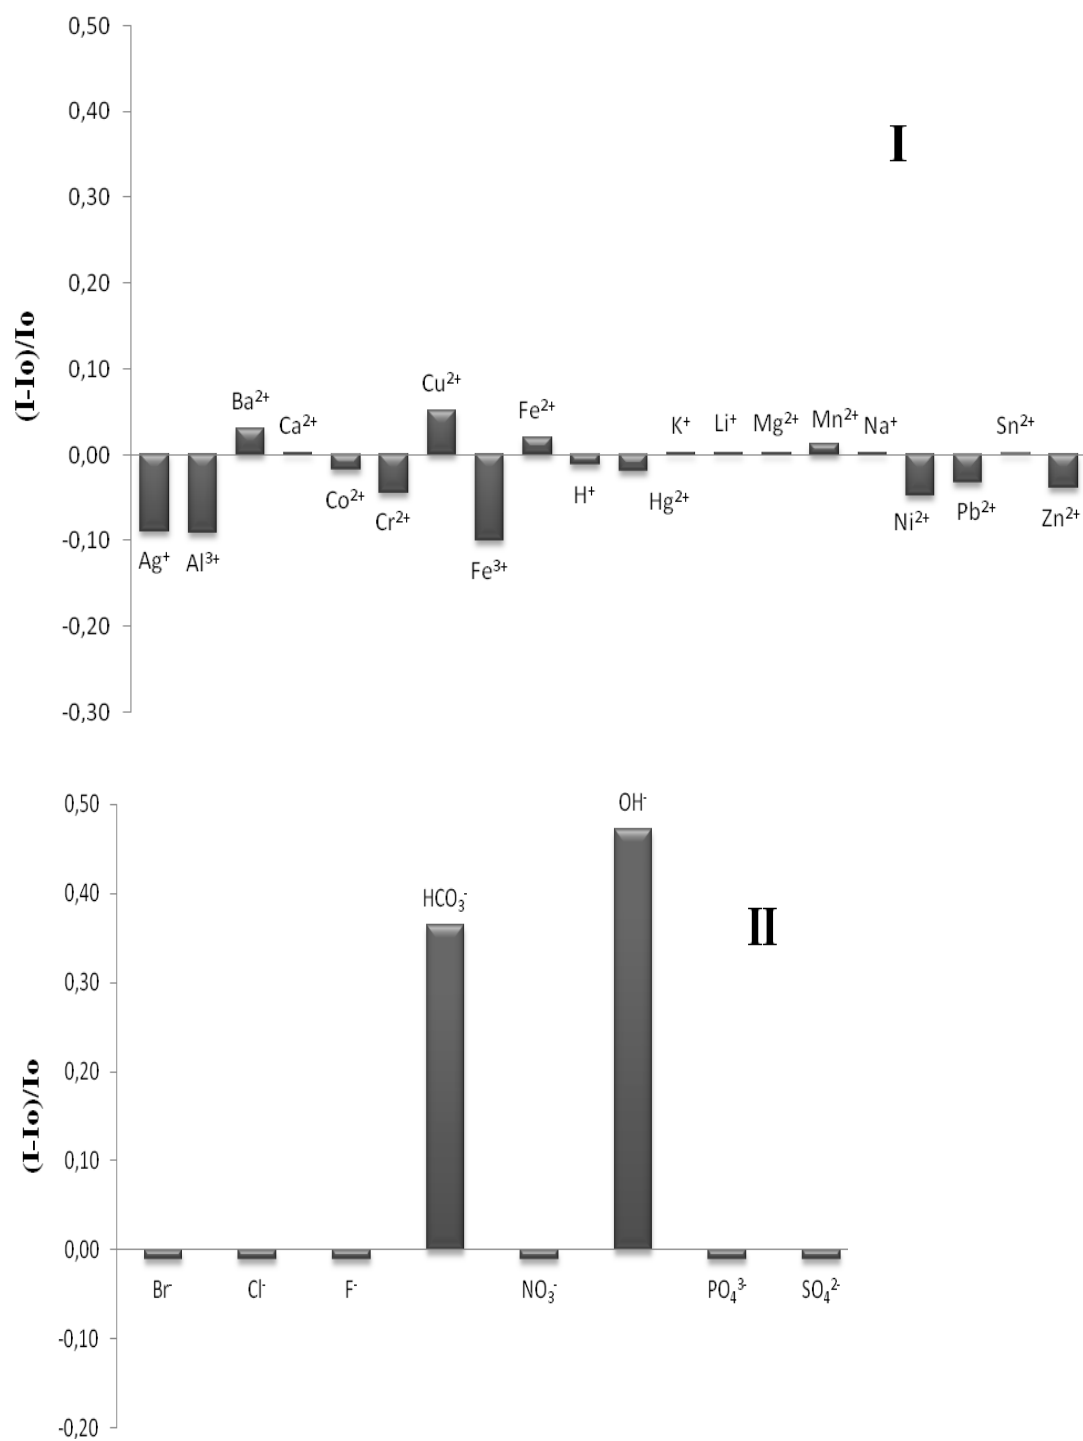 0,50
0,40
I
0,30
0,20
(I-Io)/Io
0,10
Cu²⁺
Ba²⁺
Fe²⁺
Ca²⁺
K⁺
Li⁺
Mg²⁺
Mn²⁺
Na⁺
Sn²⁺
0,00
Co²⁺
H⁺
Hg²⁺
Pb²⁺
Cr²⁺
Ni²⁺
Zn²⁺
-0,10
Ag⁺
Al³⁺
Fe³⁺
-0,20
-0,30
0,50
OH⁻
0,40
HCO₃⁻
II
0,30
0,20
(I-Io)/Io
0,10
0,00
Br⁻
Cl⁻
F⁻
NO₃⁻
PO₄³⁻
SO₄²⁻
-0,10
-0,20